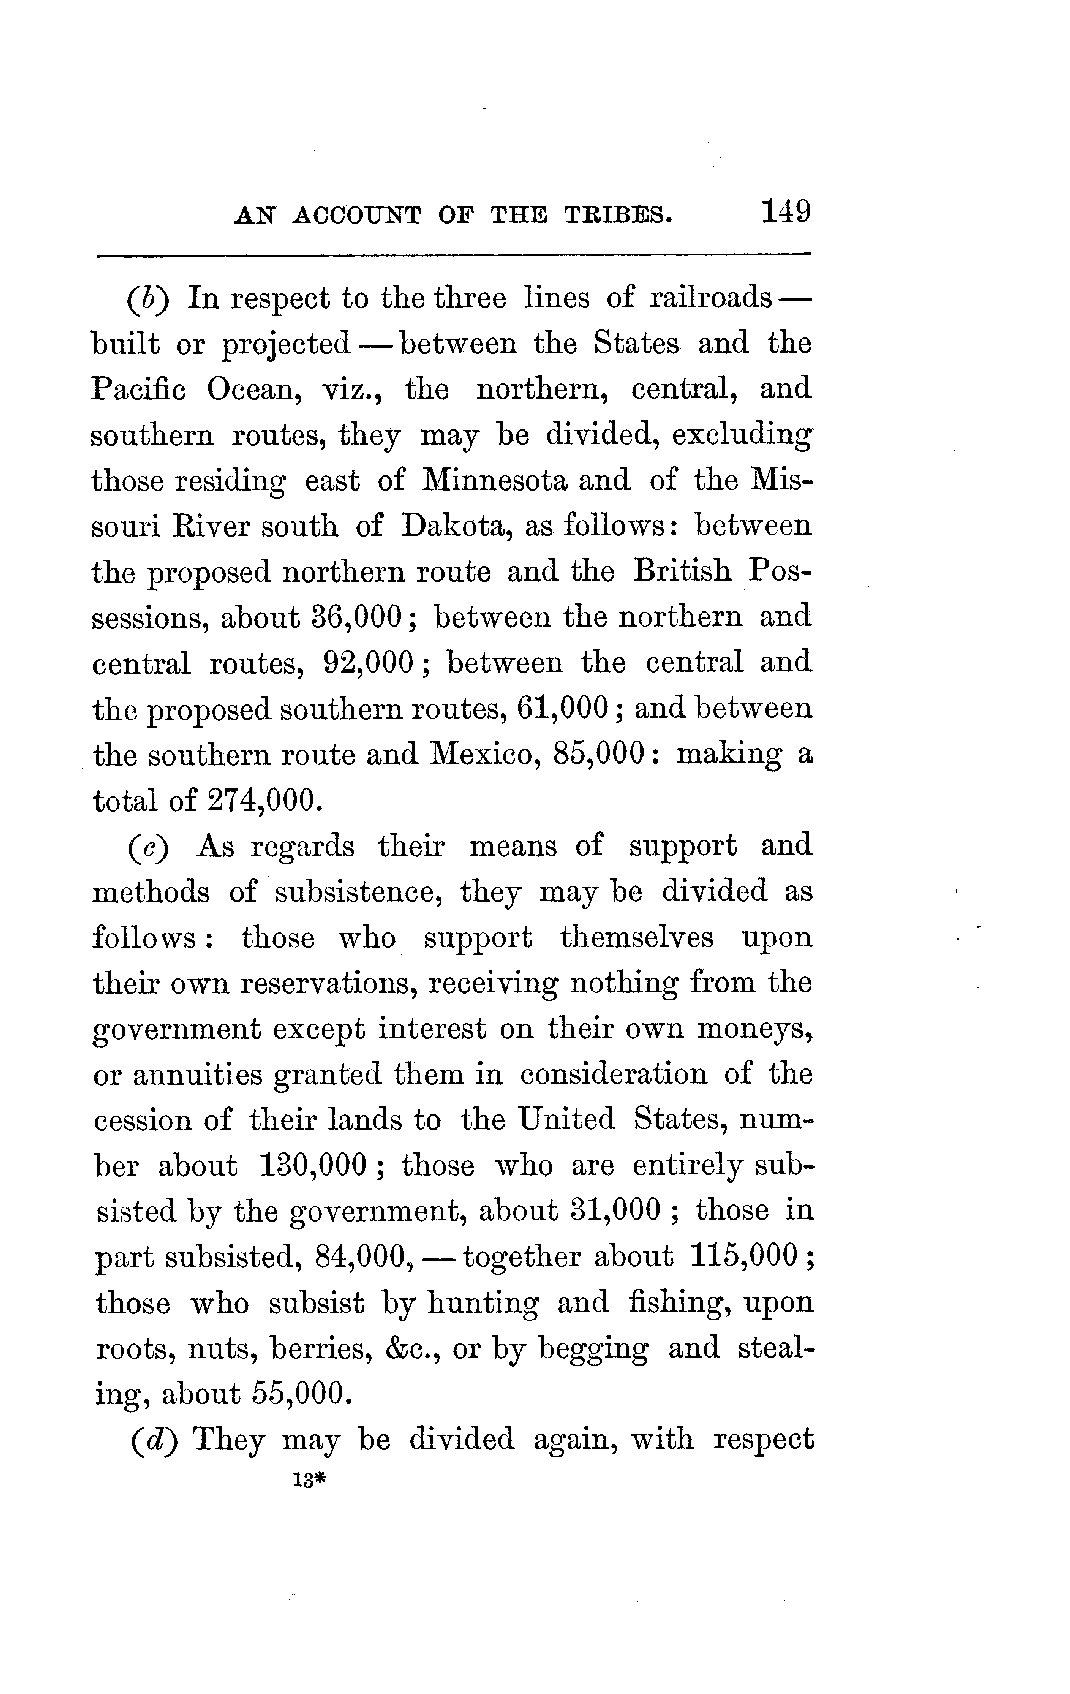 AN ACCOUNT OF THE TRIBES. 149
(b) In respect to the three lines of railroads—
built or projected — between the States and the
Pacific Ocean, viz., the northern, central, and
southern routes, they may be divided, excluding
those residing east of Minnesota and of the Mis-
souri River south of Dakota, as follows: between
the proposed northern route and the British Pos-
sessions, about 36,000; between the northern and
central routes, 92,000; between the central and
the proposed southern routes, 61,000; and between
the southern route and Mexico, 85,000: making a
total of 274,000.
(c) As regards their means of support and
methods of subsistence, they may be divided as
follows: those who support themselves upon
their own reservations, receiving nothing from the
government except interest on their own moneys,
or annuities granted them in consideration of the
cession of their lands to the United States, num-
ber about 130,000; those who are entirely sub-
sisted by the government, about 31,000; those in
part subsisted, 84,000, — together about 115,000;
those who subsist by hunting and fishing, upon
roots, nuts, berries, &c., or by begging and steal-
ing, about 55,000.
(d) They may be divided again, with respect
13*